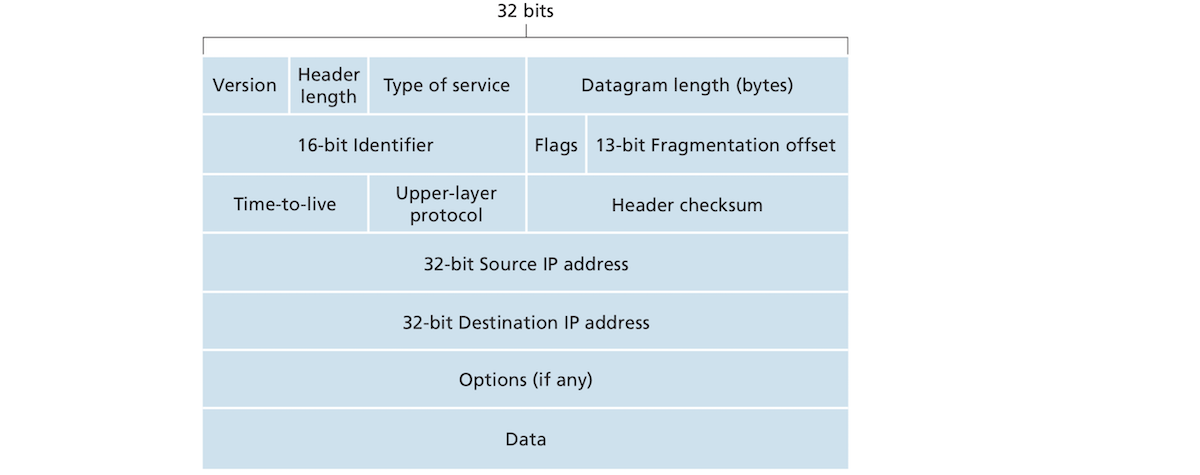 32 bits
Version
Header
length
Type of service
Datagram length (bytes)
16-bit Identifier
Flags
13-bit Fragmentation offset
Time-to-live
Upper-layer
protocol
Header checksum
32-bit Source IP address
32-bit Destination IP address
Options (if any)
Data